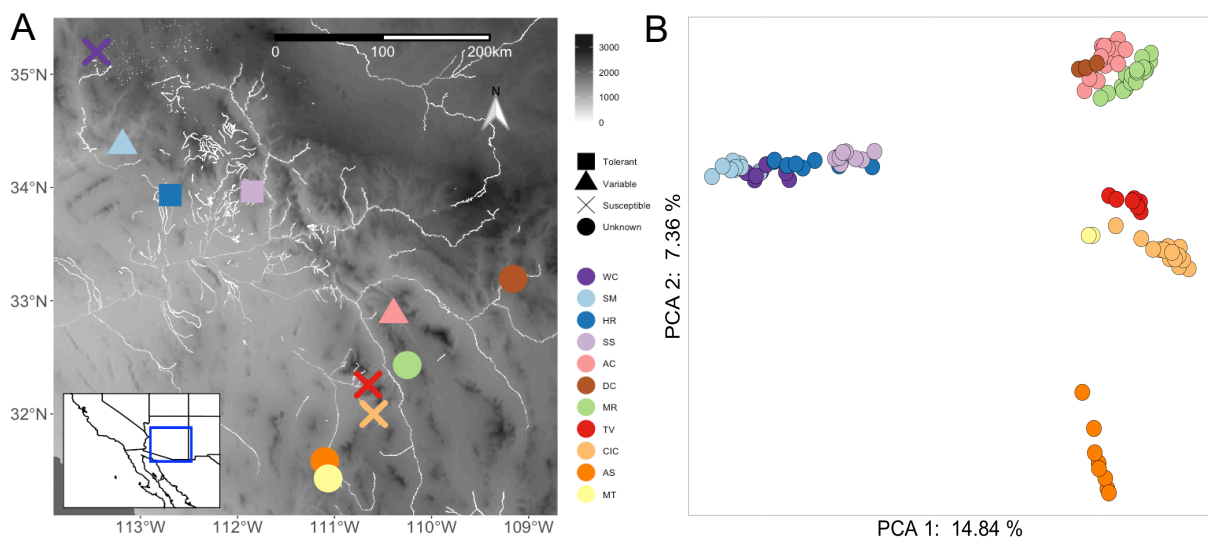 A
0 100 200km
3000
2000
1000
0
N
35°N
34°N
33°N
32°N
113°W 112°W 111°W 110°W 109°W
Tolerant
Variable
Susceptible
Unknown
WC
SM
HR
SS
AC
DC
MR
TV
CIC
AS
MT
B
PCA 2: 7.36 %
PCA 1: 14.84 %